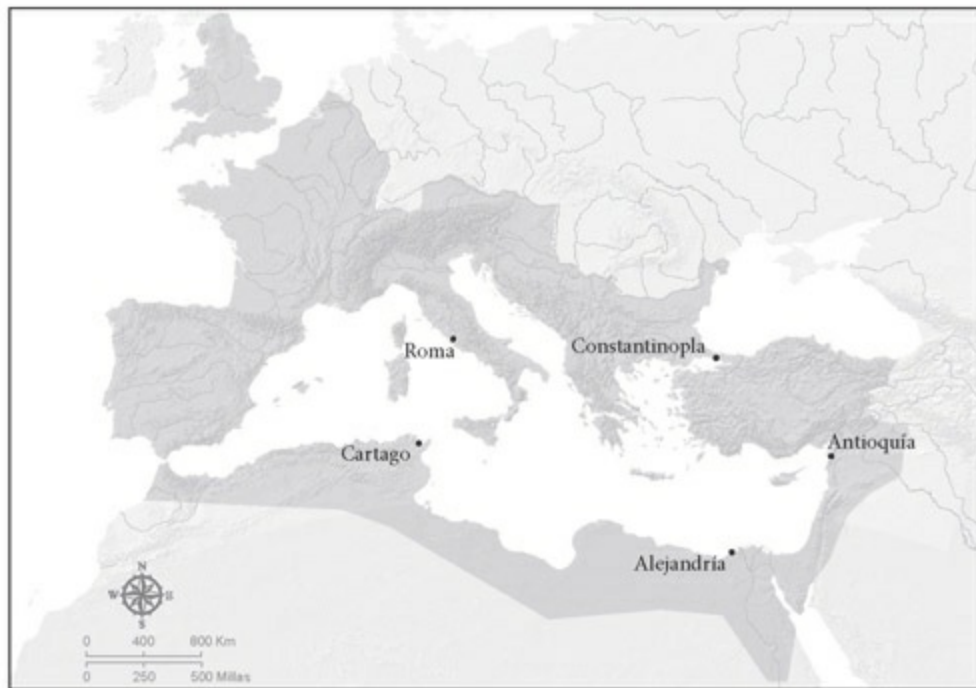 Roma
Constantinopla
Cartago
Antioquía
Alejandría
N
W E
S
0 400 800 Km
0 250 500 Millas